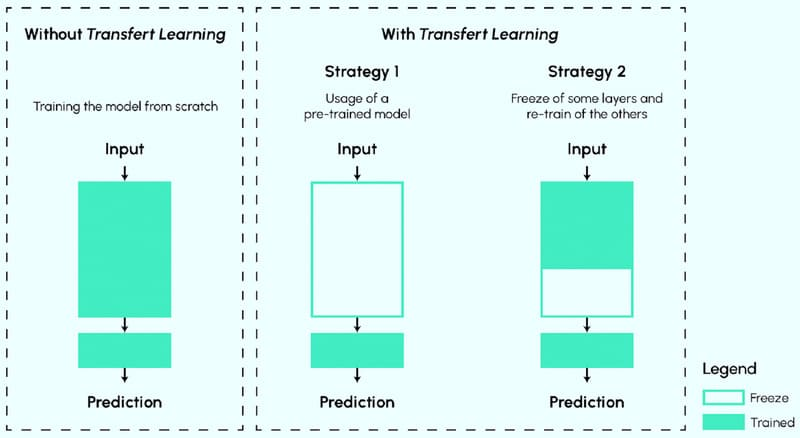 Without Transfert Learning
Training the model from scratch
Input
Prediction
With Transfert Learning
Strategy 1
Usage of a
pre-trained model
Input
Prediction
Strategy 2
Freeze of some layers and
re-train of the others
Input
Prediction
Legend
Freeze
Trained